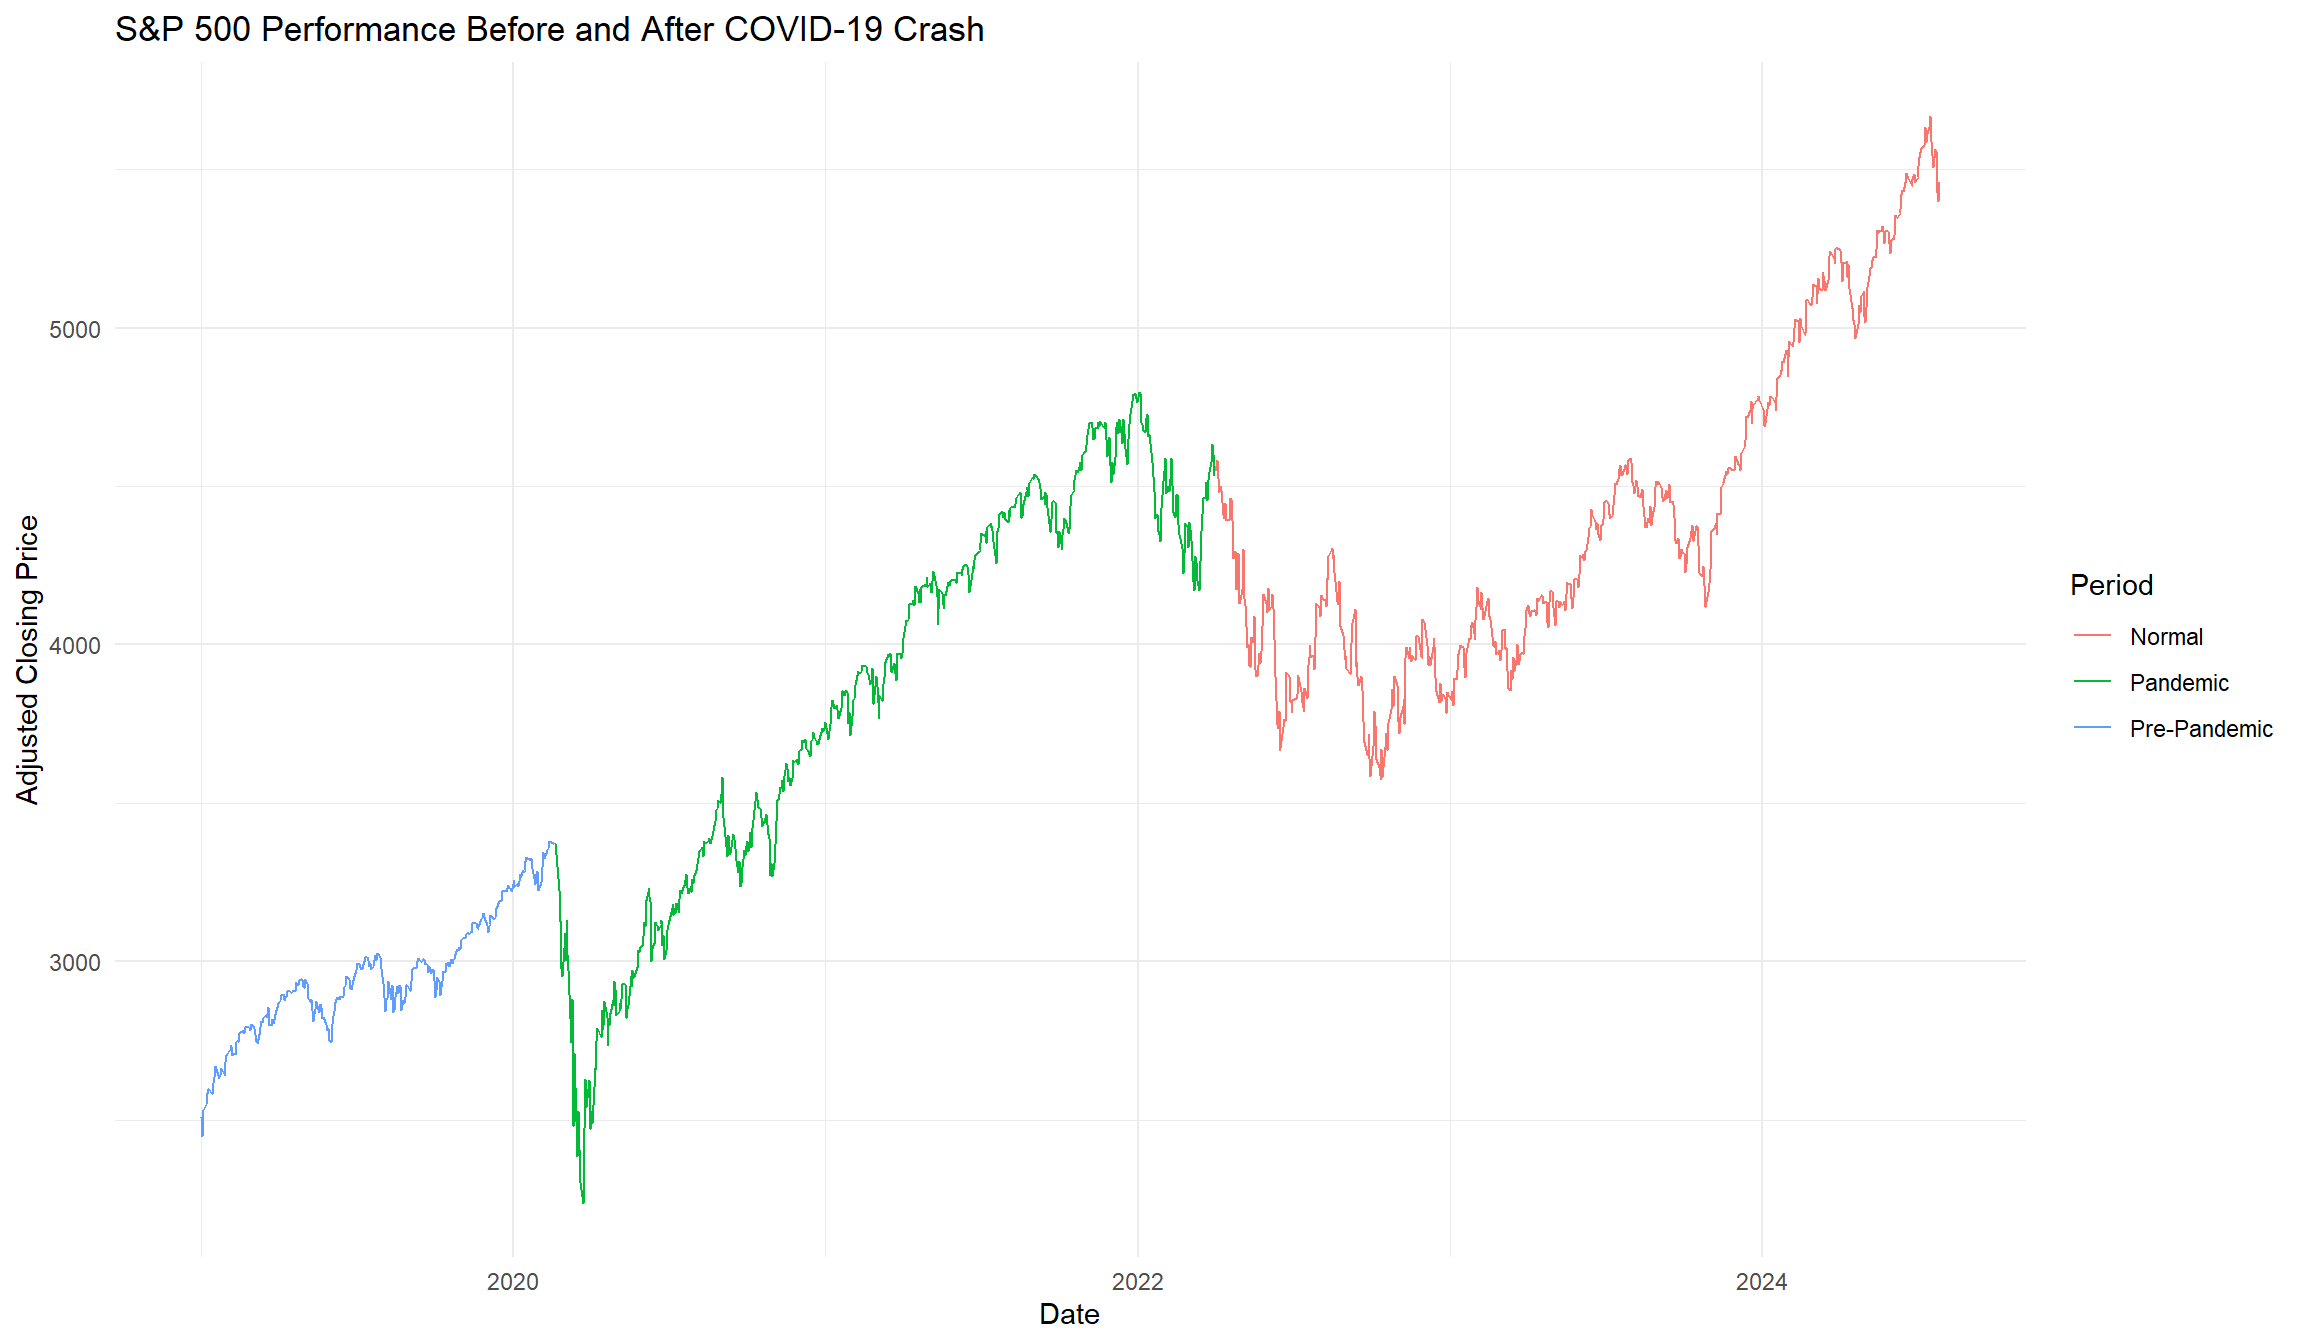 S&P 500 Performance Before and After COVID-19 Crash
Adjusted Closing Price
5000
4000
3000
2020
2022
2024
Date
Period
Normal
Pandemic
Pre-Pandemic